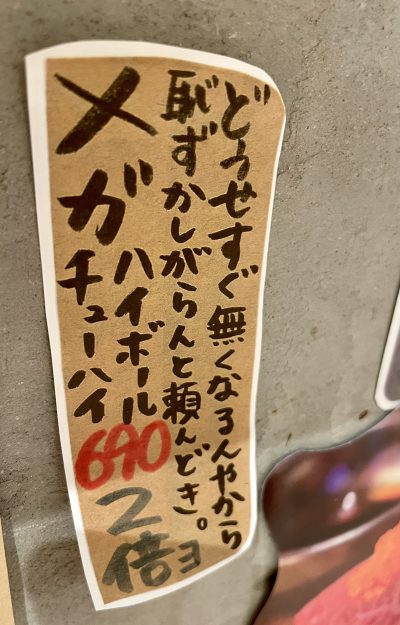 どうせすぐ無くなるんやから
恥ずかしがらんと頼んどき。
メガハイボール
チューハイ
690
2倍ヨ